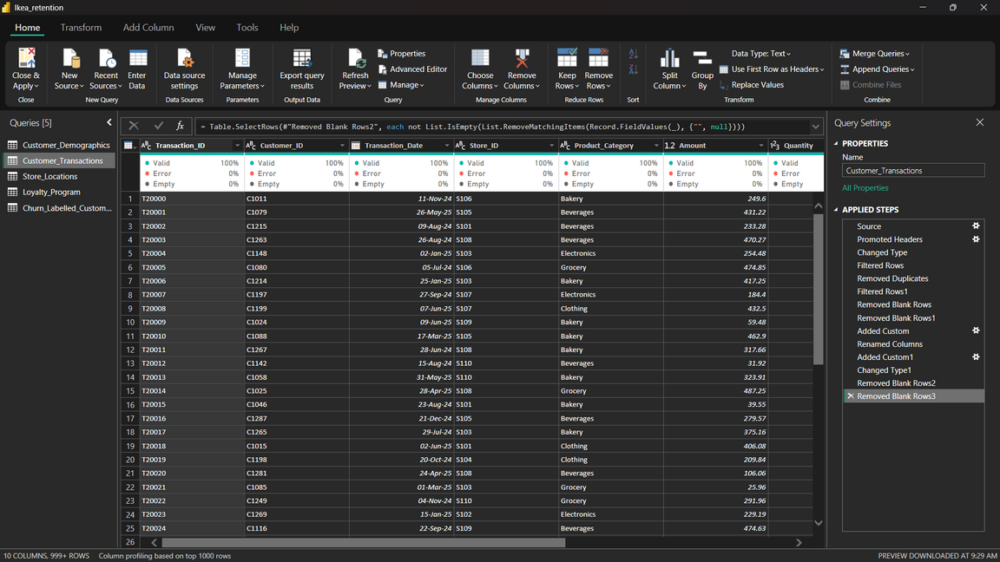 Ikea_retention
Home Transform Add Column View Tools Help
Close & Apply
New Source
Recent Sources
Enter Data
Data source settings
Manage Parameters
Export query results
Refresh Preview
Properties
Advanced Editor
Manage
Choose Columns
Remove Columns
Keep Rows
Remove Rows
Split Column
Group By
Data Type: Text
Use First Row as Headers
Replace Values
Merge Queries
Append Queries
Combine Files
Close New Query Data Sources Parameters Output Data Query Manage Columns Reduce Rows Sort Transform Combine
Queries [5]
Customer_Demographics
Customer_Transactions
Store_Locations
Loyalty_Program
Churn_Labelled_Custom...
fx = Table.SelectRows(#"Removed Blank Rows2", each not List.IsEmpty(List.RemoveMatchingItems(Record.FieldValues(_), {"", null})))
Transaction_ID Customer_ID Transaction_Date Store_ID Product_Category 1.2 Amount 123 Quantity
Valid 100% Valid 100% Valid 100% Valid 100% Valid 100% Valid 100% Valid
Error 0% Error 0% Error 0% Error 0% Error 0% Error 0% Error
Empty 0% Empty 0% Empty 0% Empty 0% Empty 0% Empty 0% Empty
1 T20000 C1011 11-Nov-24 S106 Bakery 249.6
2 T20001 C1079 26-May-25 S105 Beverages 431.22
3 T20002 C1215 09-Aug-24 S101 Beverages 233.28
4 T20003 C1263 26-Aug-24 S108 Beverages 470.27
5 T20004 C1148 02-Jan-25 S103 Electronics 254.48
6 T20005 C1080 05-Jul-24 S107 Grocery 474.85
7 T20006 C1214 25-Jan-25 S103 Bakery 417.25
8 T20007 C1197 27-Sep-24 S107 Electronics 184.4
9 T20008 C1199 07-Jun-25 S107 Clothing 432.5
10 T20009 C1024 09-Jun-25 S109 Bakery 59.48
11 T20010 C1088 17-Mar-25 S105 Bakery 462.9
12 T20011 C1267 28-Jun-24 S108 Bakery 317.66
13 T20012 C1142 15-Aug-24 S110 Beverages 31.92
14 T20013 C1058 31-May-25 S110 Bakery 323.91
15 T20014 C1025 28-Apr-25 S108 Grocery 487.25
16 T20015 C1046 23-Aug-24 S101 Bakery 39.55
17 T20016 C1287 21-Dec-24 S105 Beverages 279.57
18 T20017 C1265 29-Jul-24 S103 Bakery 375.16
19 T20018 C1015 02-Jun-25 S101 Clothing 406.08
20 T20019 C1198 20-Oct-24 S104 Clothing 209.84
21 T20020 C1281 24-Apr-25 S108 Beverages 106.06
22 T20021 C1085 01-Mar-25 S103 Grocery 25.96
23 T20022 C1249 04-Nov-24 S110 Grocery 291.96
24 T20023 C1269 15-Jan-25 S102 Electronics 229.19
25 T20024 C1116 22-Sep-24 S109 Beverages 474.63
26
Query Settings
PROPERTIES
Name
Customer_Transactions
All Properties
APPLIED STEPS
Source
Promoted Headers
Changed Type
Filtered Rows
Removed Duplicates
Filtered Rows1
Removed Blank Rows
Removed Blank Rows1
Added Custom
Renamed Columns
Added Custom1
Changed Type1
Removed Blank Rows2
Removed Blank Rows3
10 COLUMNS, 999+ ROWS Column profiling based on top 1000 rows PREVIEW DOWNLOADED AT 9:29 AM